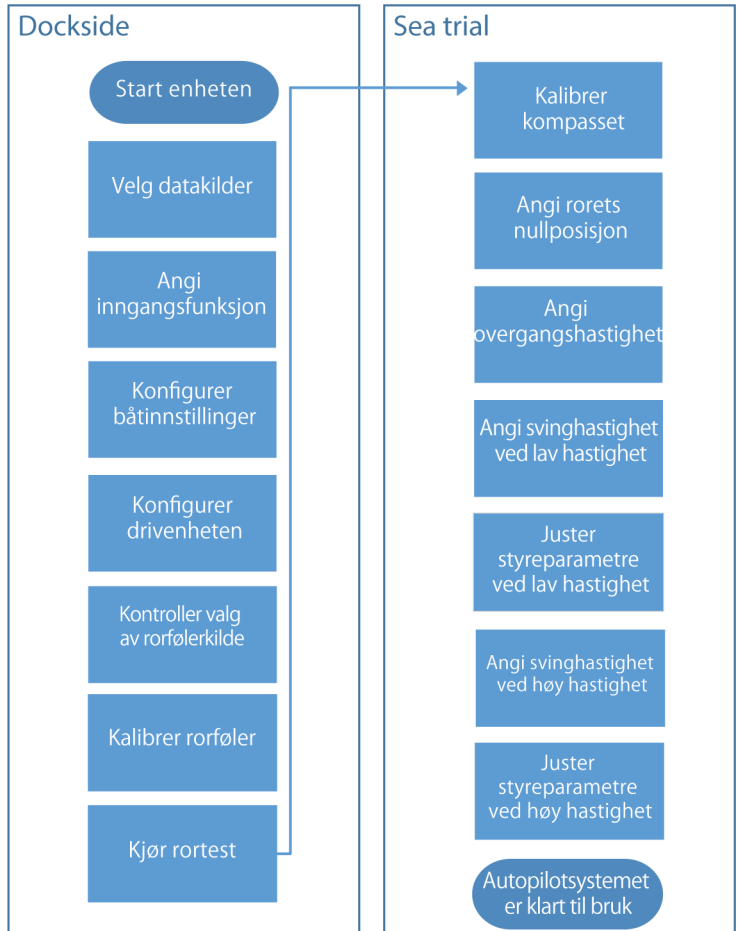 Dockside
Start enheten
Velg datakilder
Angi
inngangsfunksjon
Konfigurer
båtinnstillinger
Konfigurer
drivenheten
Kontroller valg
av rorfølerkilde
Kalibrer rorføler
Kjør rortest
Sea trial
Kalibrer
kompasset
Angi rorets
nullposisjon
Angi
overgangshastighet
Angi svinghastighet
ved lav hastighet
Juster
styreparametre
ved lav hastighet
Angi svinghastighet
ved høy hastighet
Juster
styreparametre
ved høy hastighet
Autopilotsystemet
er klart til bruk